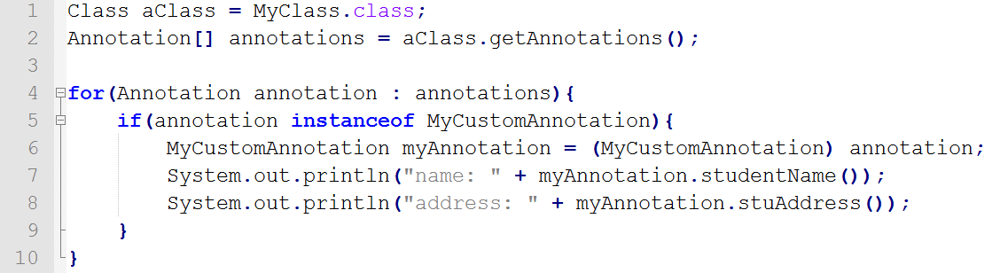 1 Class aClass = MyClass.class;
2 Annotation[] annotations = aClass.getAnnotations();
3
4 for(Annotation annotation : annotations){
5     if(annotation instanceof MyCustomAnnotation){
6         MyCustomAnnotation myAnnotation = (MyCustomAnnotation) annotation;
7         System.out.println("name: " + myAnnotation.studentName());
8         System.out.println("address: " + myAnnotation.stuAddress());
9     }
10 }